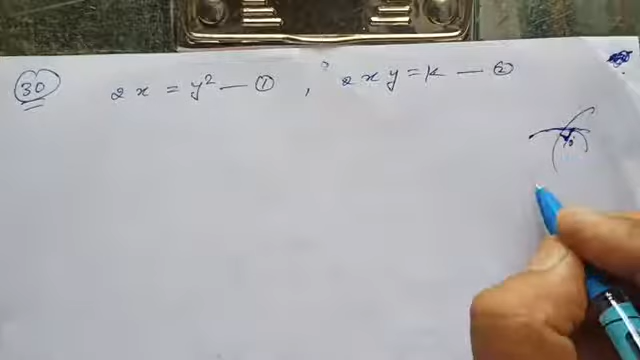 30
2x = y² — ①, 2xy = k — ②